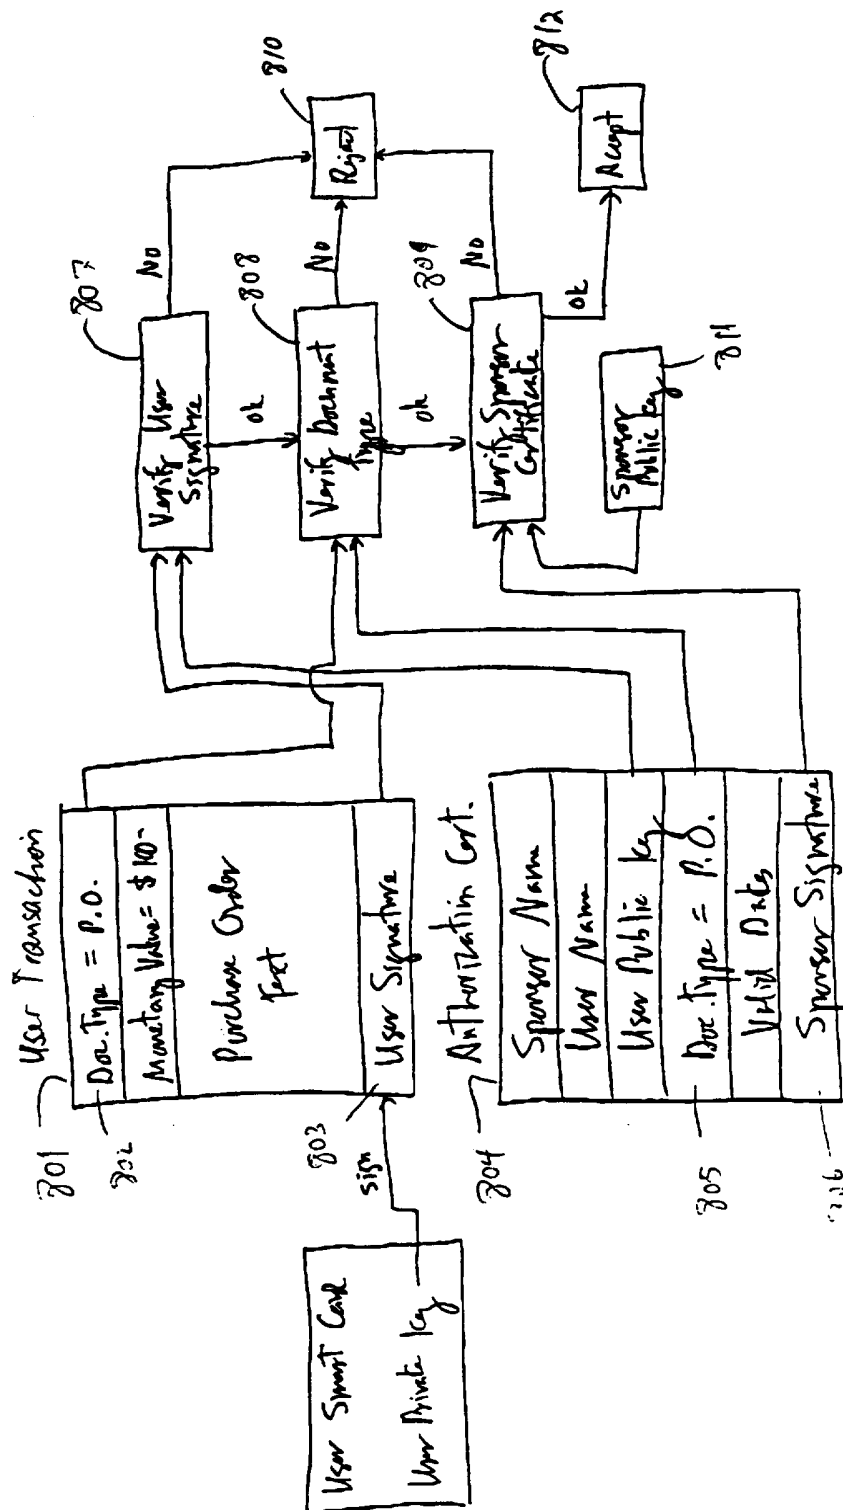 User Smart Card
User Private Key
sign
801
User Transaction
802
Doc. Type = P.O.
Monetary Value = $100-
Purchase Order
Text
803
User Signature
804
Authorization Cert.
Sponsor Name
User Name
User Public Key
805
Doc. Type = P.O.
Valid Dates
Sponsor Signature
807
Verify User
Signature
No
ok
808
Verify Document
Type
No
ok
809
Verify Sponsor
Certificate
No
ok
810
Reject
Sponsor
Public Key
811
812
Accept